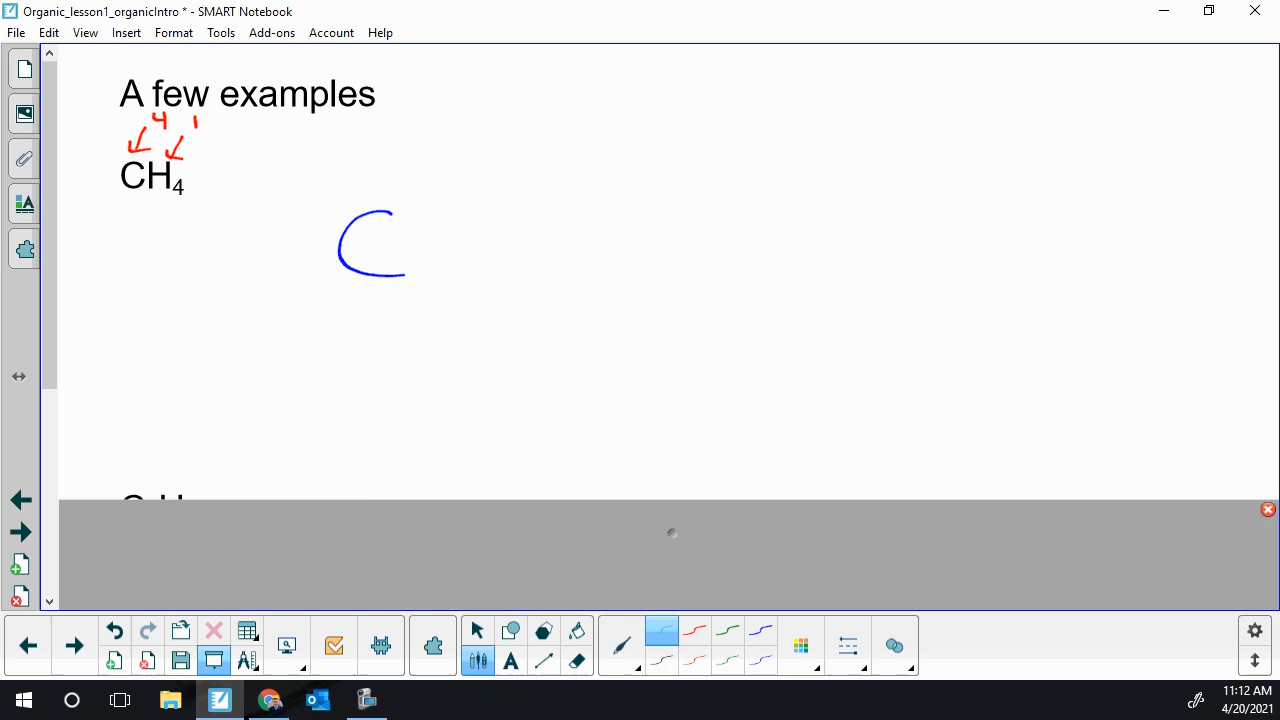 Organic_lesson1_organicIntro * - SMART Notebook
File Edit View Insert Format Tools Add-ons Account Help
A few examples
4 1
CH₄
C
11:12 AM
4/20/2021